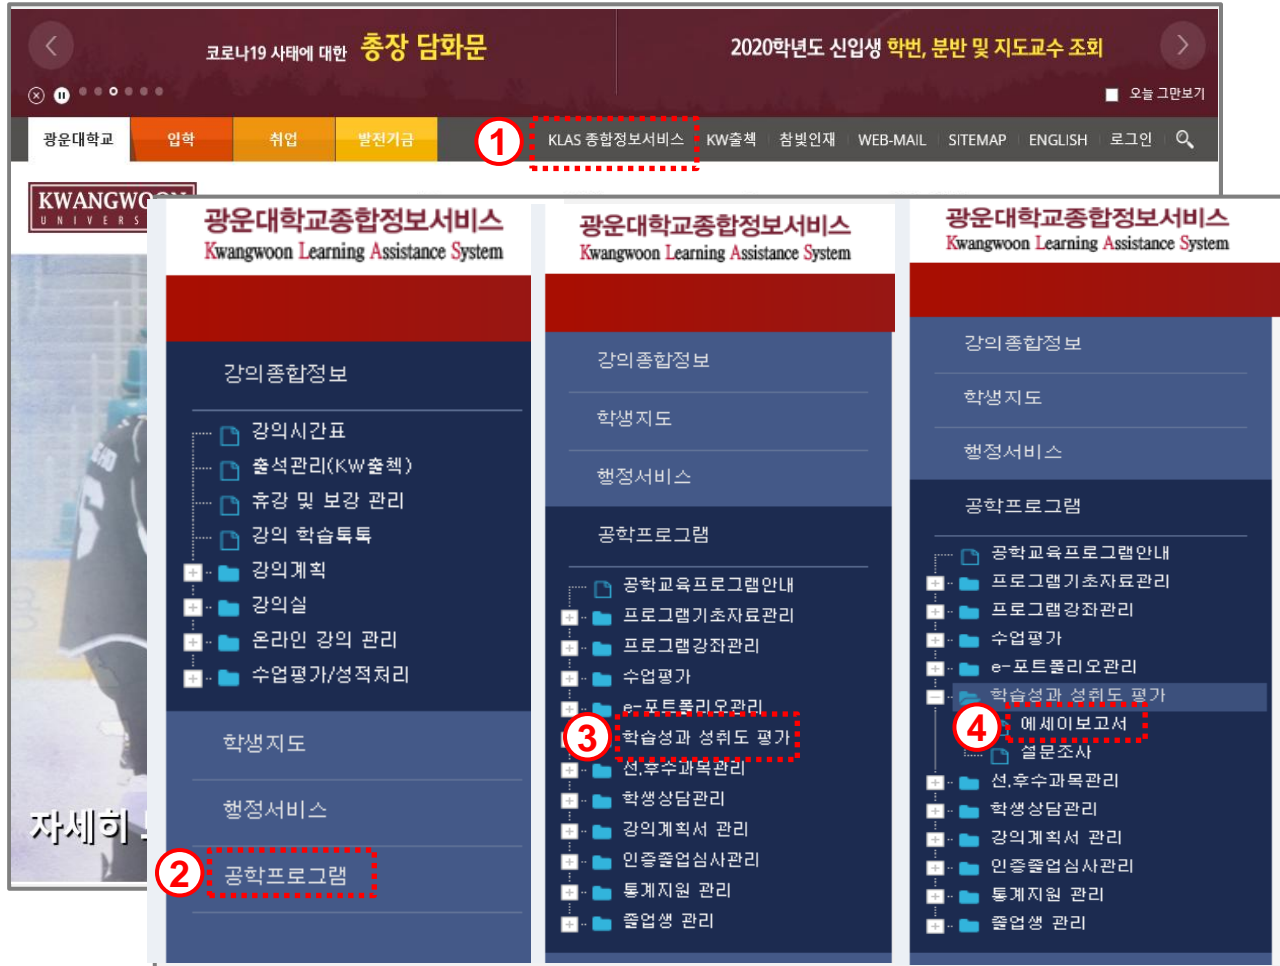 코로나19 사태에 대한 총장 담화문
2020학년도 신입생 학번, 분반 및 지도교수 조회
오늘 그만보기
광운대학교 입학 취업 발전기금 1 KLAS 종합정보서비스 KW출첵 참빛인재 WEB-MAIL SITEMAP ENGLISH 로그인
KWANGWOON
UNIVERS
자세히
광운대학교종합정보서비스
Kwangwoon Learning Assistance System
강의종합정보
강의시간표
출석관리(KW출첵)
휴강 및 보강 관리
강의 학습톡톡
강의계획
강의실
온라인 강의 관리
수업평가/성적처리
학생지도
행정서비스
2 공학프로그램
광운대학교종합정보서비스
Kwangwoon Learning Assistance System
강의종합정보
학생지도
행정서비스
공학프로그램
공학교육프로그램안내
프로그램기초자료관리
프로그램강좌관리
수업평가
e-포트폴리오관리
3 학습성과 성취도 평가
선,후수과목관리
학생상담관리
강의계획서 관리
인증졸업심사관리
통계지원 관리
졸업생 관리
광운대학교종합정보서비스
Kwangwoon Learning Assistance System
강의종합정보
학생지도
행정서비스
공학프로그램
공학교육프로그램안내
프로그램기초자료관리
프로그램강좌관리
수업평가
e-포트폴리오관리
학습성과 성취도 평가
4 에세이보고서
설문조사
선,후수과목관리
학생상담관리
강의계획서 관리
인증졸업심사관리
통계지원 관리
졸업생 관리